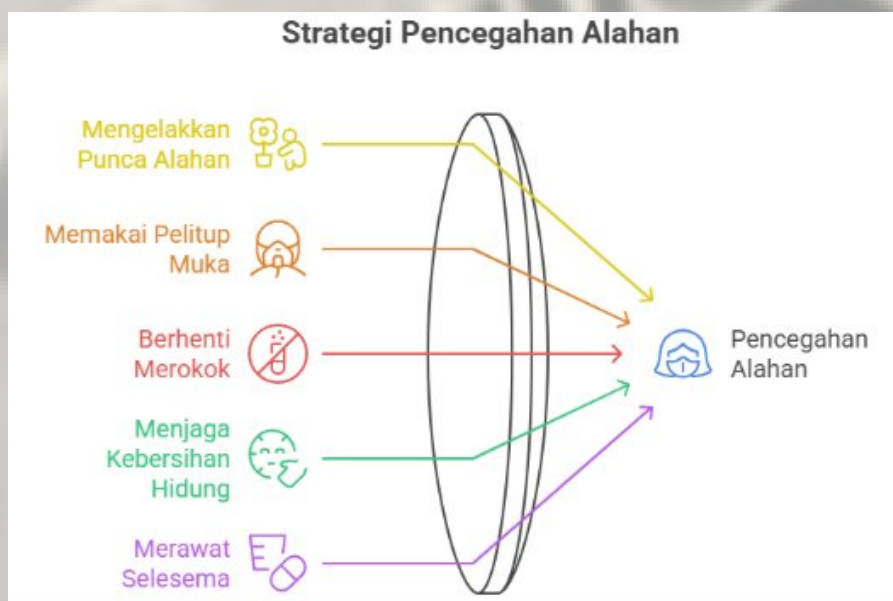 Strategi Pencegahan Alahan
Mengelakkan
Punca Alahan
Memakai Pelitup
Muka
Berhenti
Merokok
Menjaga
Kebersihan
Hidung
Merawat
Selesema
Pencegahan
Alahan